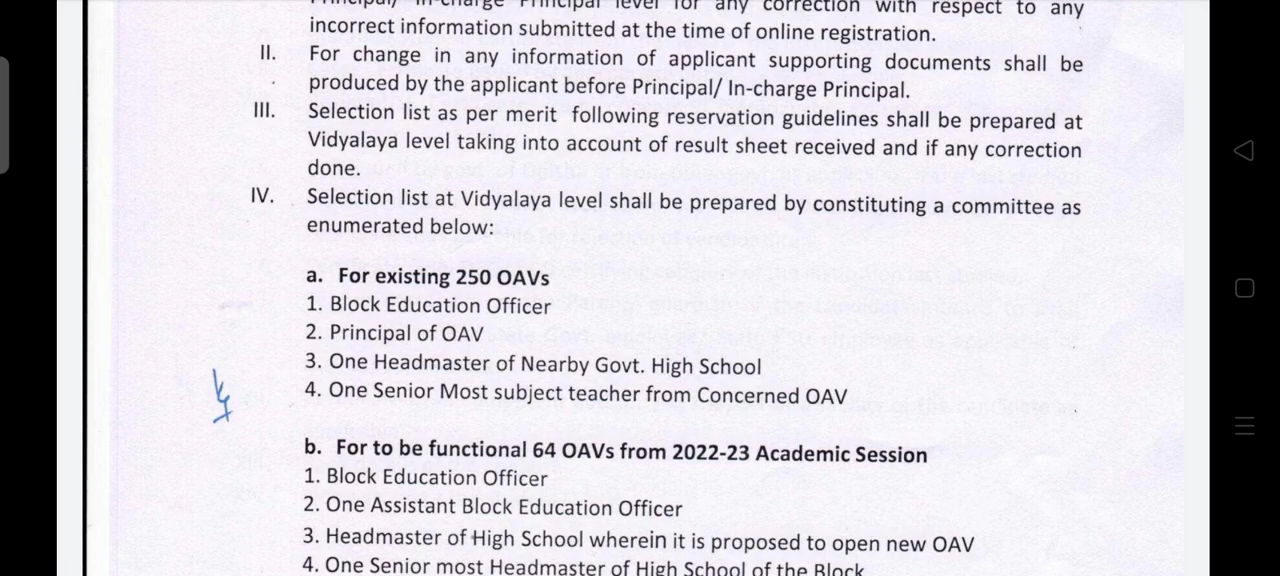 Principal/ In-charge Principal level for any correction with respect to any
incorrect information submitted at the time of online registration.
II. For change in any information of applicant supporting documents shall be
produced by the applicant before Principal/ In-charge Principal.
III. Selection list as per merit following reservation guidelines shall be prepared at
Vidyalaya level taking into account of result sheet received and if any correction
done.
IV. Selection list at Vidyalaya level shall be prepared by constituting a committee as
enumerated below:
a. For existing 250 OAVs
1. Block Education Officer
2. Principal of OAV
3. One Headmaster of Nearby Govt. High School
4. One Senior Most subject teacher from Concerned OAV
b. For to be functional 64 OAVs from 2022-23 Academic Session
1. Block Education Officer
2. One Assistant Block Education Officer
3. Headmaster of High School wherein it is proposed to open new OAV
4. One Senior most Headmaster of High School of the Block